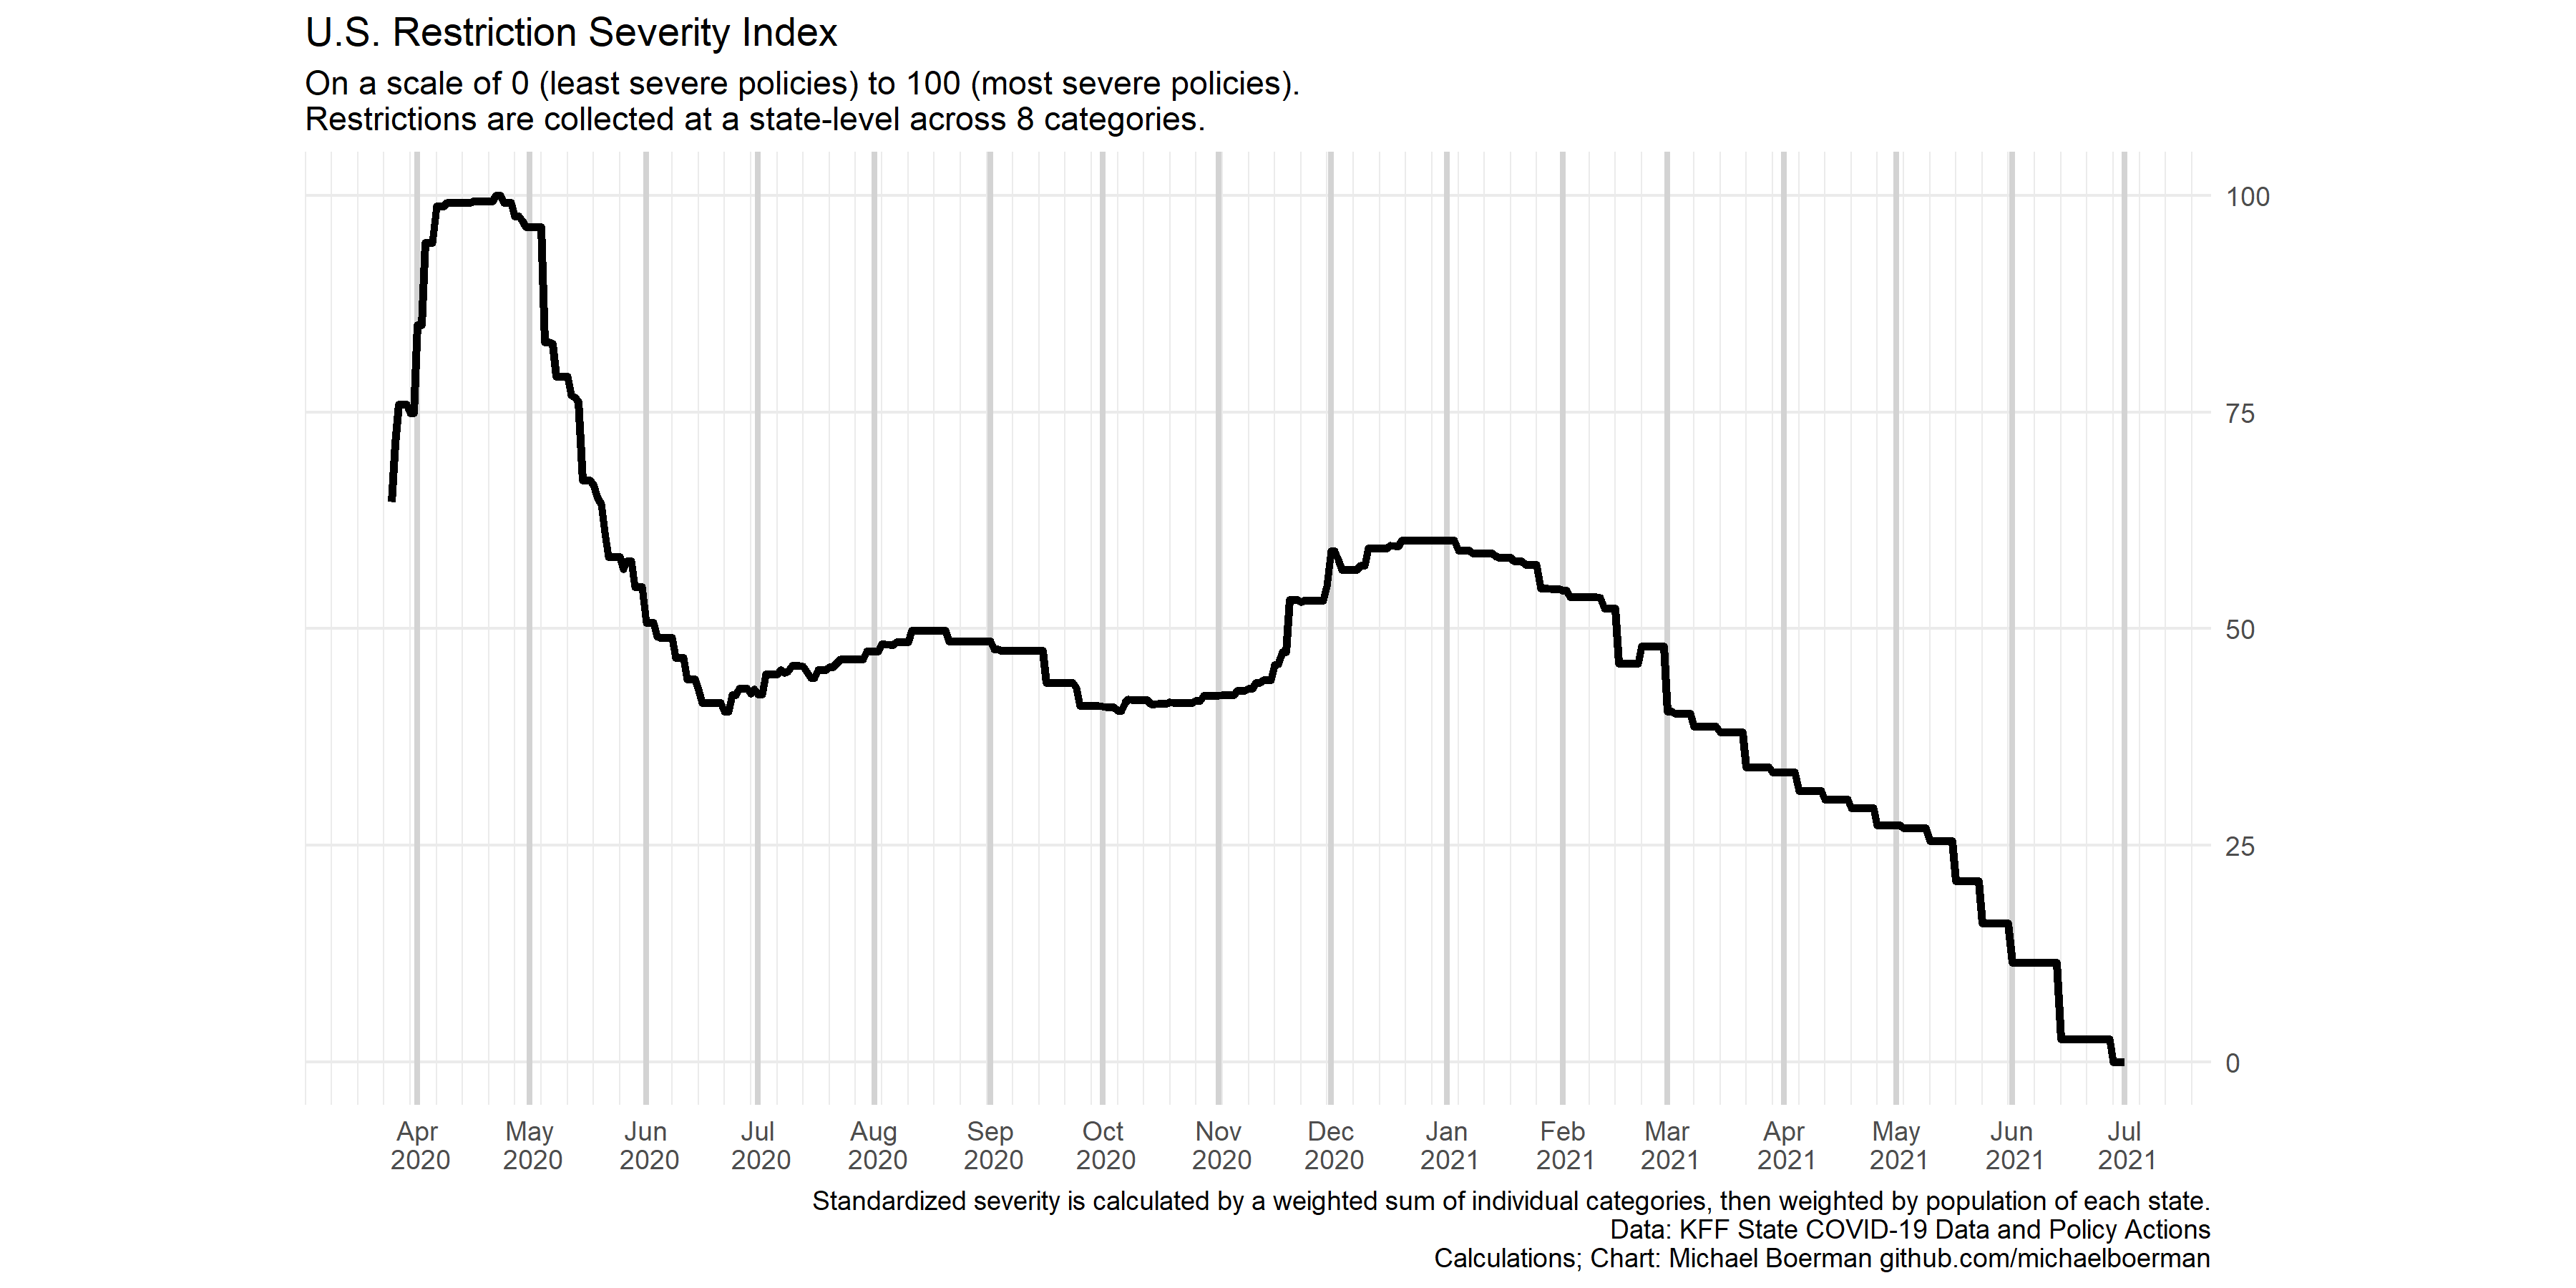 U.S. Restriction Severity Index
On a scale of 0 (least severe policies) to 100 (most severe policies).
Restrictions are collected at a state-level across 8 categories.
100
75
50
25
0
Apr May Jun Jul Aug Sep Oct Nov Dec Jan Feb Mar Apr May Jun Jul
2020 2020 2020 2020 2020 2020 2020 2020 2020 2021 2021 2021 2021 2021 2021 2021
Standardized severity is calculated by a weighted sum of individual categories, then weighted by population of each state.
Data: KFF State COVID-19 Data and Policy Actions
Calculations; Chart: Michael Boerman github.com/michaelboerman